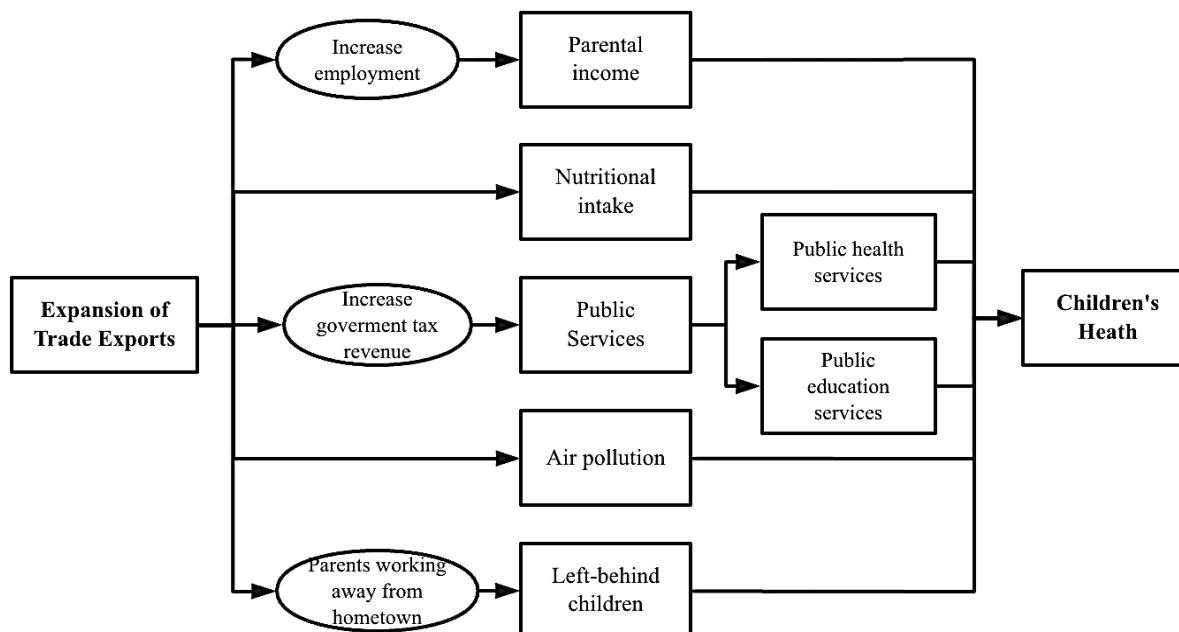 Increase
employment
Parental
income
Nutritional
intake
Public health
services
Expansion of
Trade Exports
Increase
goverment tax
revenue
Public
Services
Children's
Heath
Public
education
services
Air pollution
Parents working
away from
hometown
Left-behind
children